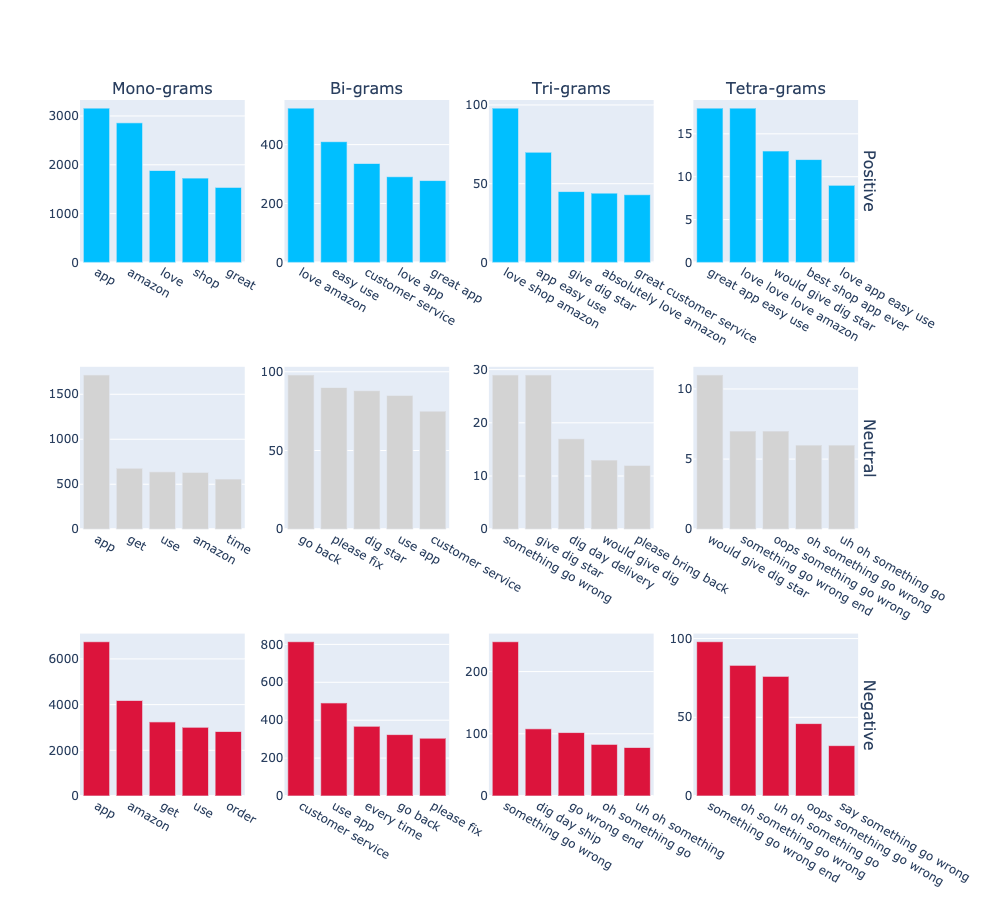 Mono-grams
Bi-grams
Tri-grams
Tetra-grams
3000
2000
1000
0
app
amazon
love
shop
great
400
200
0
love amazon
easy use
customer service
love app
great app
100
50
0
love shop amazon
app easy use
give dig star
absolutely love amazon
great customer service
15
10
5
0
great app easy use
love love love amazon
would give dig star
best shop app ever
love app easy use
Positive
1500
1000
500
0
app
get
use
amazon
time
100
50
0
go back
please fix
dig star
use app
customer service
30
20
10
0
something go wrong
give dig star
dig day delivery
would give dig
please bring back
10
5
0
would give dig star
something go wrong end
oops something go wrong
oh something go wrong
uh oh something go
Neutral
6000
4000
2000
0
app
amazon
get
use
order
800
600
400
200
0
customer service
use app
every time
go back
please fix
200
100
0
something go wrong
dig day ship
go wrong end
oh something go
uh oh something
100
50
0
something go wrong end
oh something go wrong
uh oh something go
oops something go wrong
say something go wrong
Negative